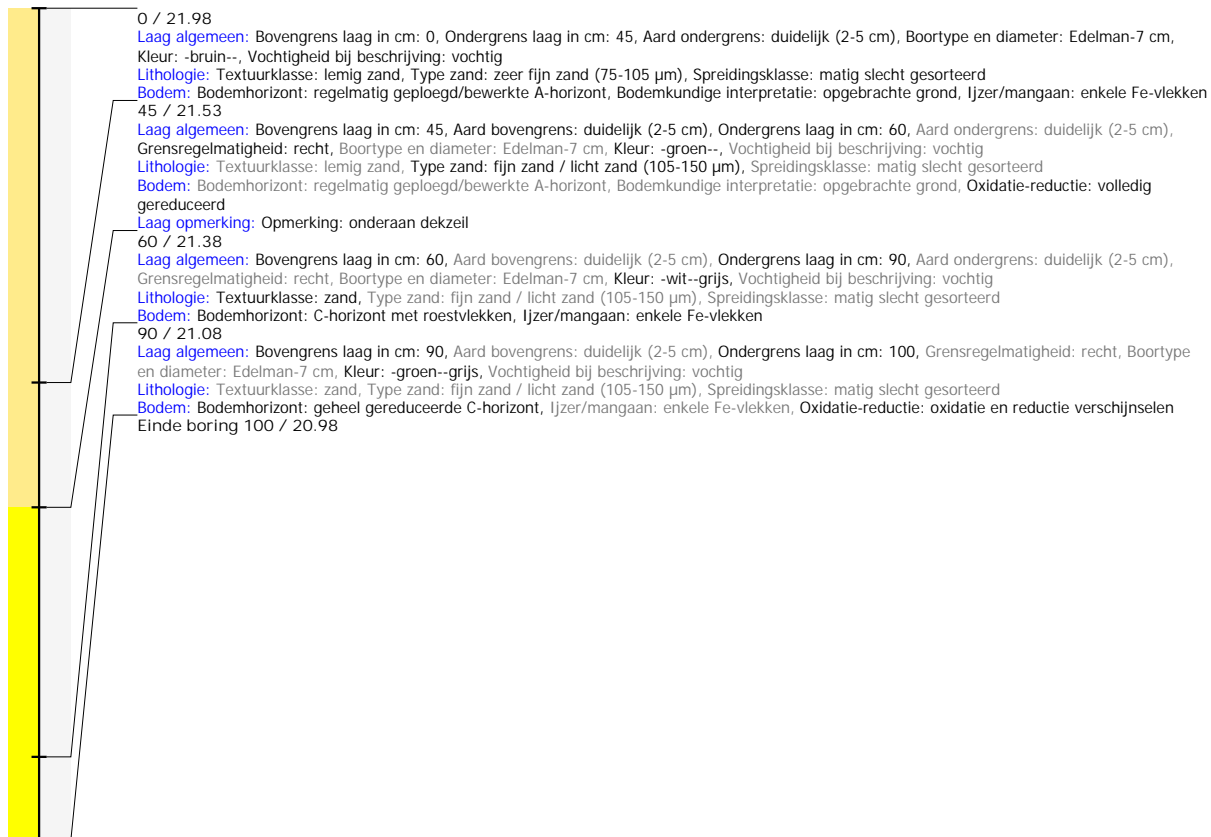 0 / 21.98
Laag algemeen: Bovengrens laag in cm: 0, Ondergrens laag in cm: 45, Aard ondergrens: duidelijk (2-5 cm), Boortype en diameter: Edelman-7 cm,
Kleur: -bruin--, Vochtigheid bij beschrijving: vochtig
Lithologie: Textuurklasse: lemig zand, Type zand: zeer fijn zand (75-105 µm), Spreidingsklasse: matig slecht gesorteerd
Bodem: Bodemhorizont: regelmatig geploegd/bewerkte A-horizont, Bodemkundige interpretatie: opgebrachte grond, Ijzer/mangaan: enkele Fe-vlekken
45 / 21.53
Laag algemeen: Bovengrens laag in cm: 45, Aard bovengrens: duidelijk (2-5 cm), Ondergrens laag in cm: 60, Aard ondergrens: duidelijk (2-5 cm),
Grensregelmatigheid: recht, Boortype en diameter: Edelman-7 cm, Kleur: -groen--, Vochtigheid bij beschrijving: vochtig
Lithologie: Textuurklasse: lemig zand, Type zand: fijn zand / licht zand (105-150 µm), Spreidingsklasse: matig slecht gesorteerd
Bodem: Bodemhorizont: regelmatig geploegd/bewerkte A-horizont, Bodemkundige interpretatie: opgebrachte grond, Oxidatie-reductie: volledig
gereduceerd
Laag opmerking: Opmerking: onderaan dekzeil
60 / 21.38
Laag algemeen: Bovengrens laag in cm: 60, Aard bovengrens: duidelijk (2-5 cm), Ondergrens laag in cm: 90, Aard ondergrens: duidelijk (2-5 cm),
Grensregelmatigheid: recht, Boortype en diameter: Edelman-7 cm, Kleur: -wit--grijs, Vochtigheid bij beschrijving: vochtig
Lithologie: Textuurklasse: zand, Type zand: fijn zand / licht zand (105-150 µm), Spreidingsklasse: matig slecht gesorteerd
Bodem: Bodemhorizont: C-horizont met roestvlekken, Ijzer/mangaan: enkele Fe-vlekken
90 / 21.08
Laag algemeen: Bovengrens laag in cm: 90, Aard bovengrens: duidelijk (2-5 cm), Ondergrens laag in cm: 100, Grensregelmatigheid: recht, Boortype
en diameter: Edelman-7 cm, Kleur: -groen--grijs, Vochtigheid bij beschrijving: vochtig
Lithologie: Textuurklasse: zand, Type zand: fijn zand / licht zand (105-150 µm), Spreidingsklasse: matig slecht gesorteerd
Bodem: Bodemhorizont: geheel gereduceerde C-horizont, Ijzer/mangaan: enkele Fe-vlekken, Oxidatie-reductie: oxidatie en reductie verschijnselen
Einde boring 100 / 20.98